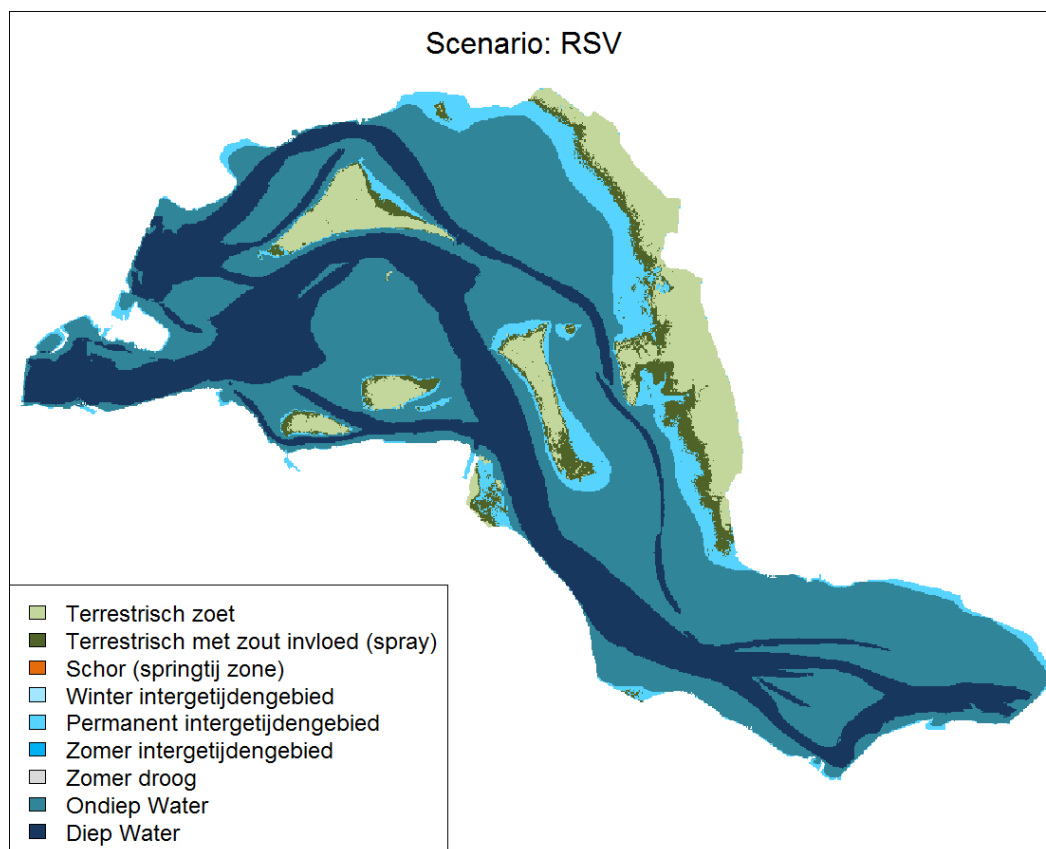 Scenario: RSV
Terrestrisch zoet
Terrestrisch met zout invloed (spray)
Schor (springtij zone)
Winter intergetijdengebied
Permanent intergetijdengebied
Zomer intergetijdengebied
Zomer droog
Ondiep Water
Diep Water